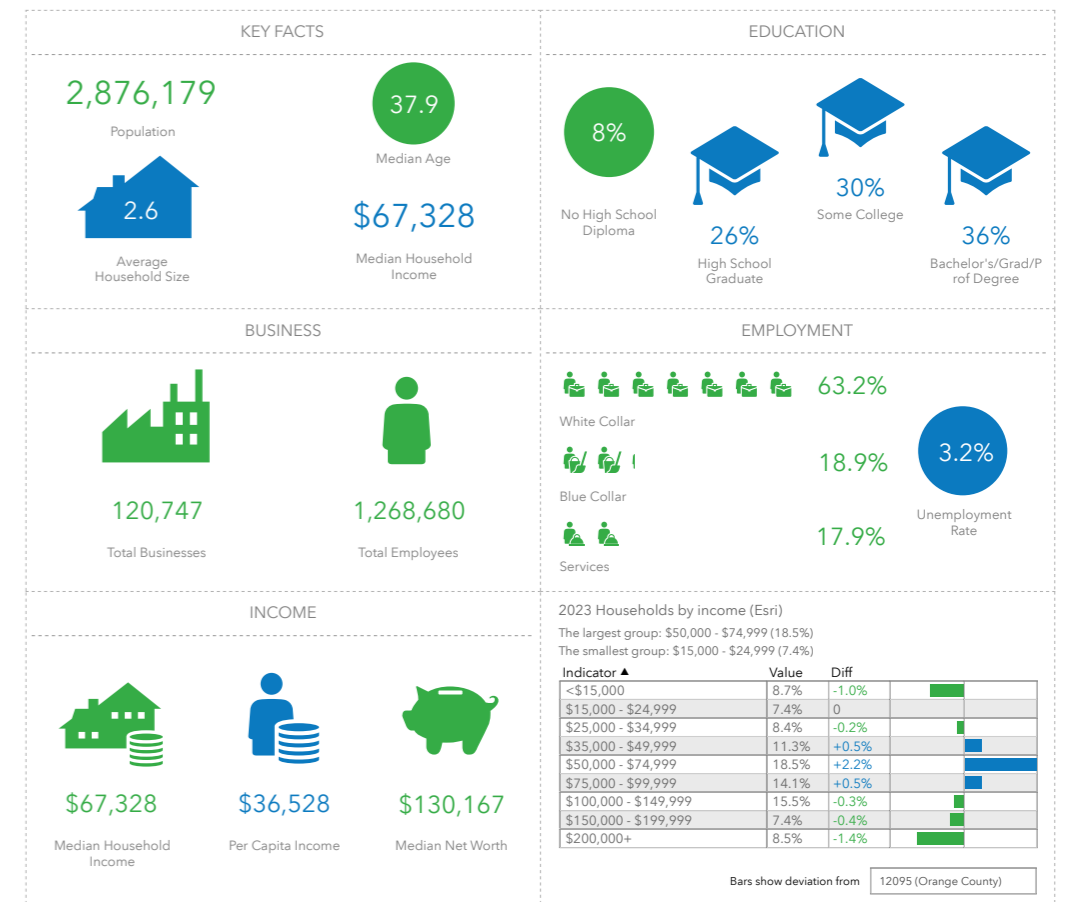 KEY FACTS
2,876,179
Population
37.9
Median Age
2.6
Average
Household Size
$67,328
Median Household
Income
EDUCATION
8%
No High School
Diploma
26%
High School
Graduate
30%
Some College
36%
Bachelor's/Grad/P
rof Degree
BUSINESS
120,747
Total Businesses
1,268,680
Total Employees
EMPLOYMENT
63.2%
White Collar
18.9%
Blue Collar
17.9%
Services
3.2%
Unemployment
Rate
INCOME
$67,328
Median Household
Income
$36,528
Per Capita Income
$130,167
Median Net Worth
2023 Households by income (Esri)
The largest group: $50,000 - $74,999 (18.5%)
The smallest group: $15,000 - $24,999 (7.4%)
Indicator ▲ Value Diff
<$15,000 8.7% -1.0%
$15,000 - $24,999 7.4% 0
$25,000 - $34,999 8.4% -0.2%
$35,000 - $49,999 11.3% +0.5%
$50,000 - $74,999 18.5% +2.2%
$75,000 - $99,999 14.1% +0.5%
$100,000 - $149,999 15.5% -0.3%
$150,000 - $199,999 7.4% -0.4%
$200,000+ 8.5% -1.4%
Bars show deviation from 12095 (Orange County)